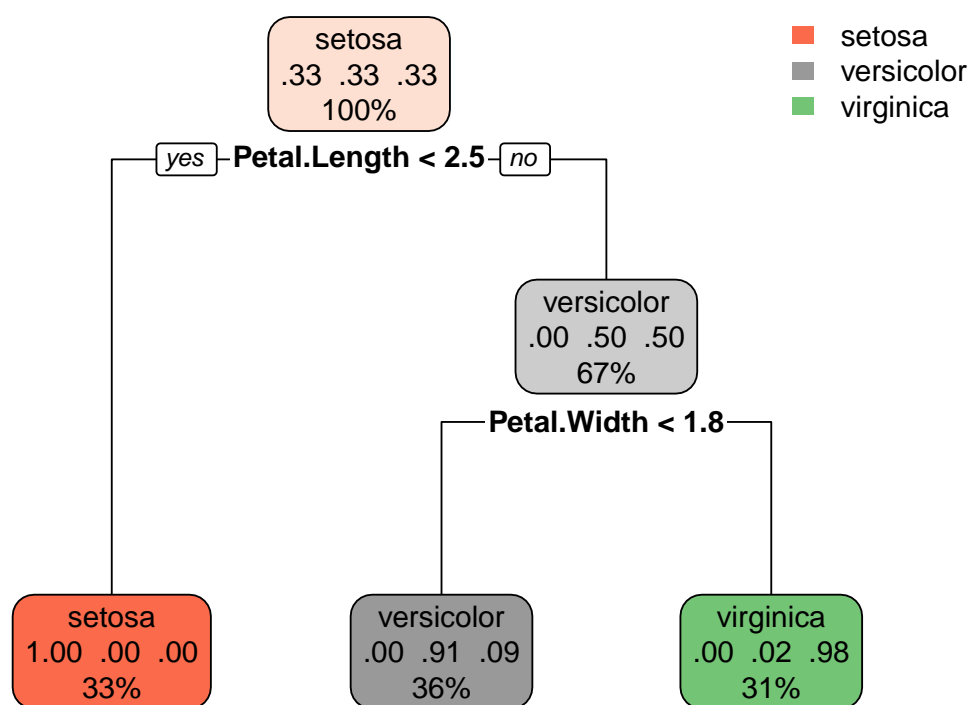 setosa
.33 .33 .33
100%
setosa
versicolor
virginica
yes Petal.Length < 2.5 no
versicolor
.00 .50 .50
67%
Petal.Width < 1.8
setosa
1.00 .00 .00
33%
versicolor
.00 .91 .09
36%
virginica
.00 .02 .98
31%